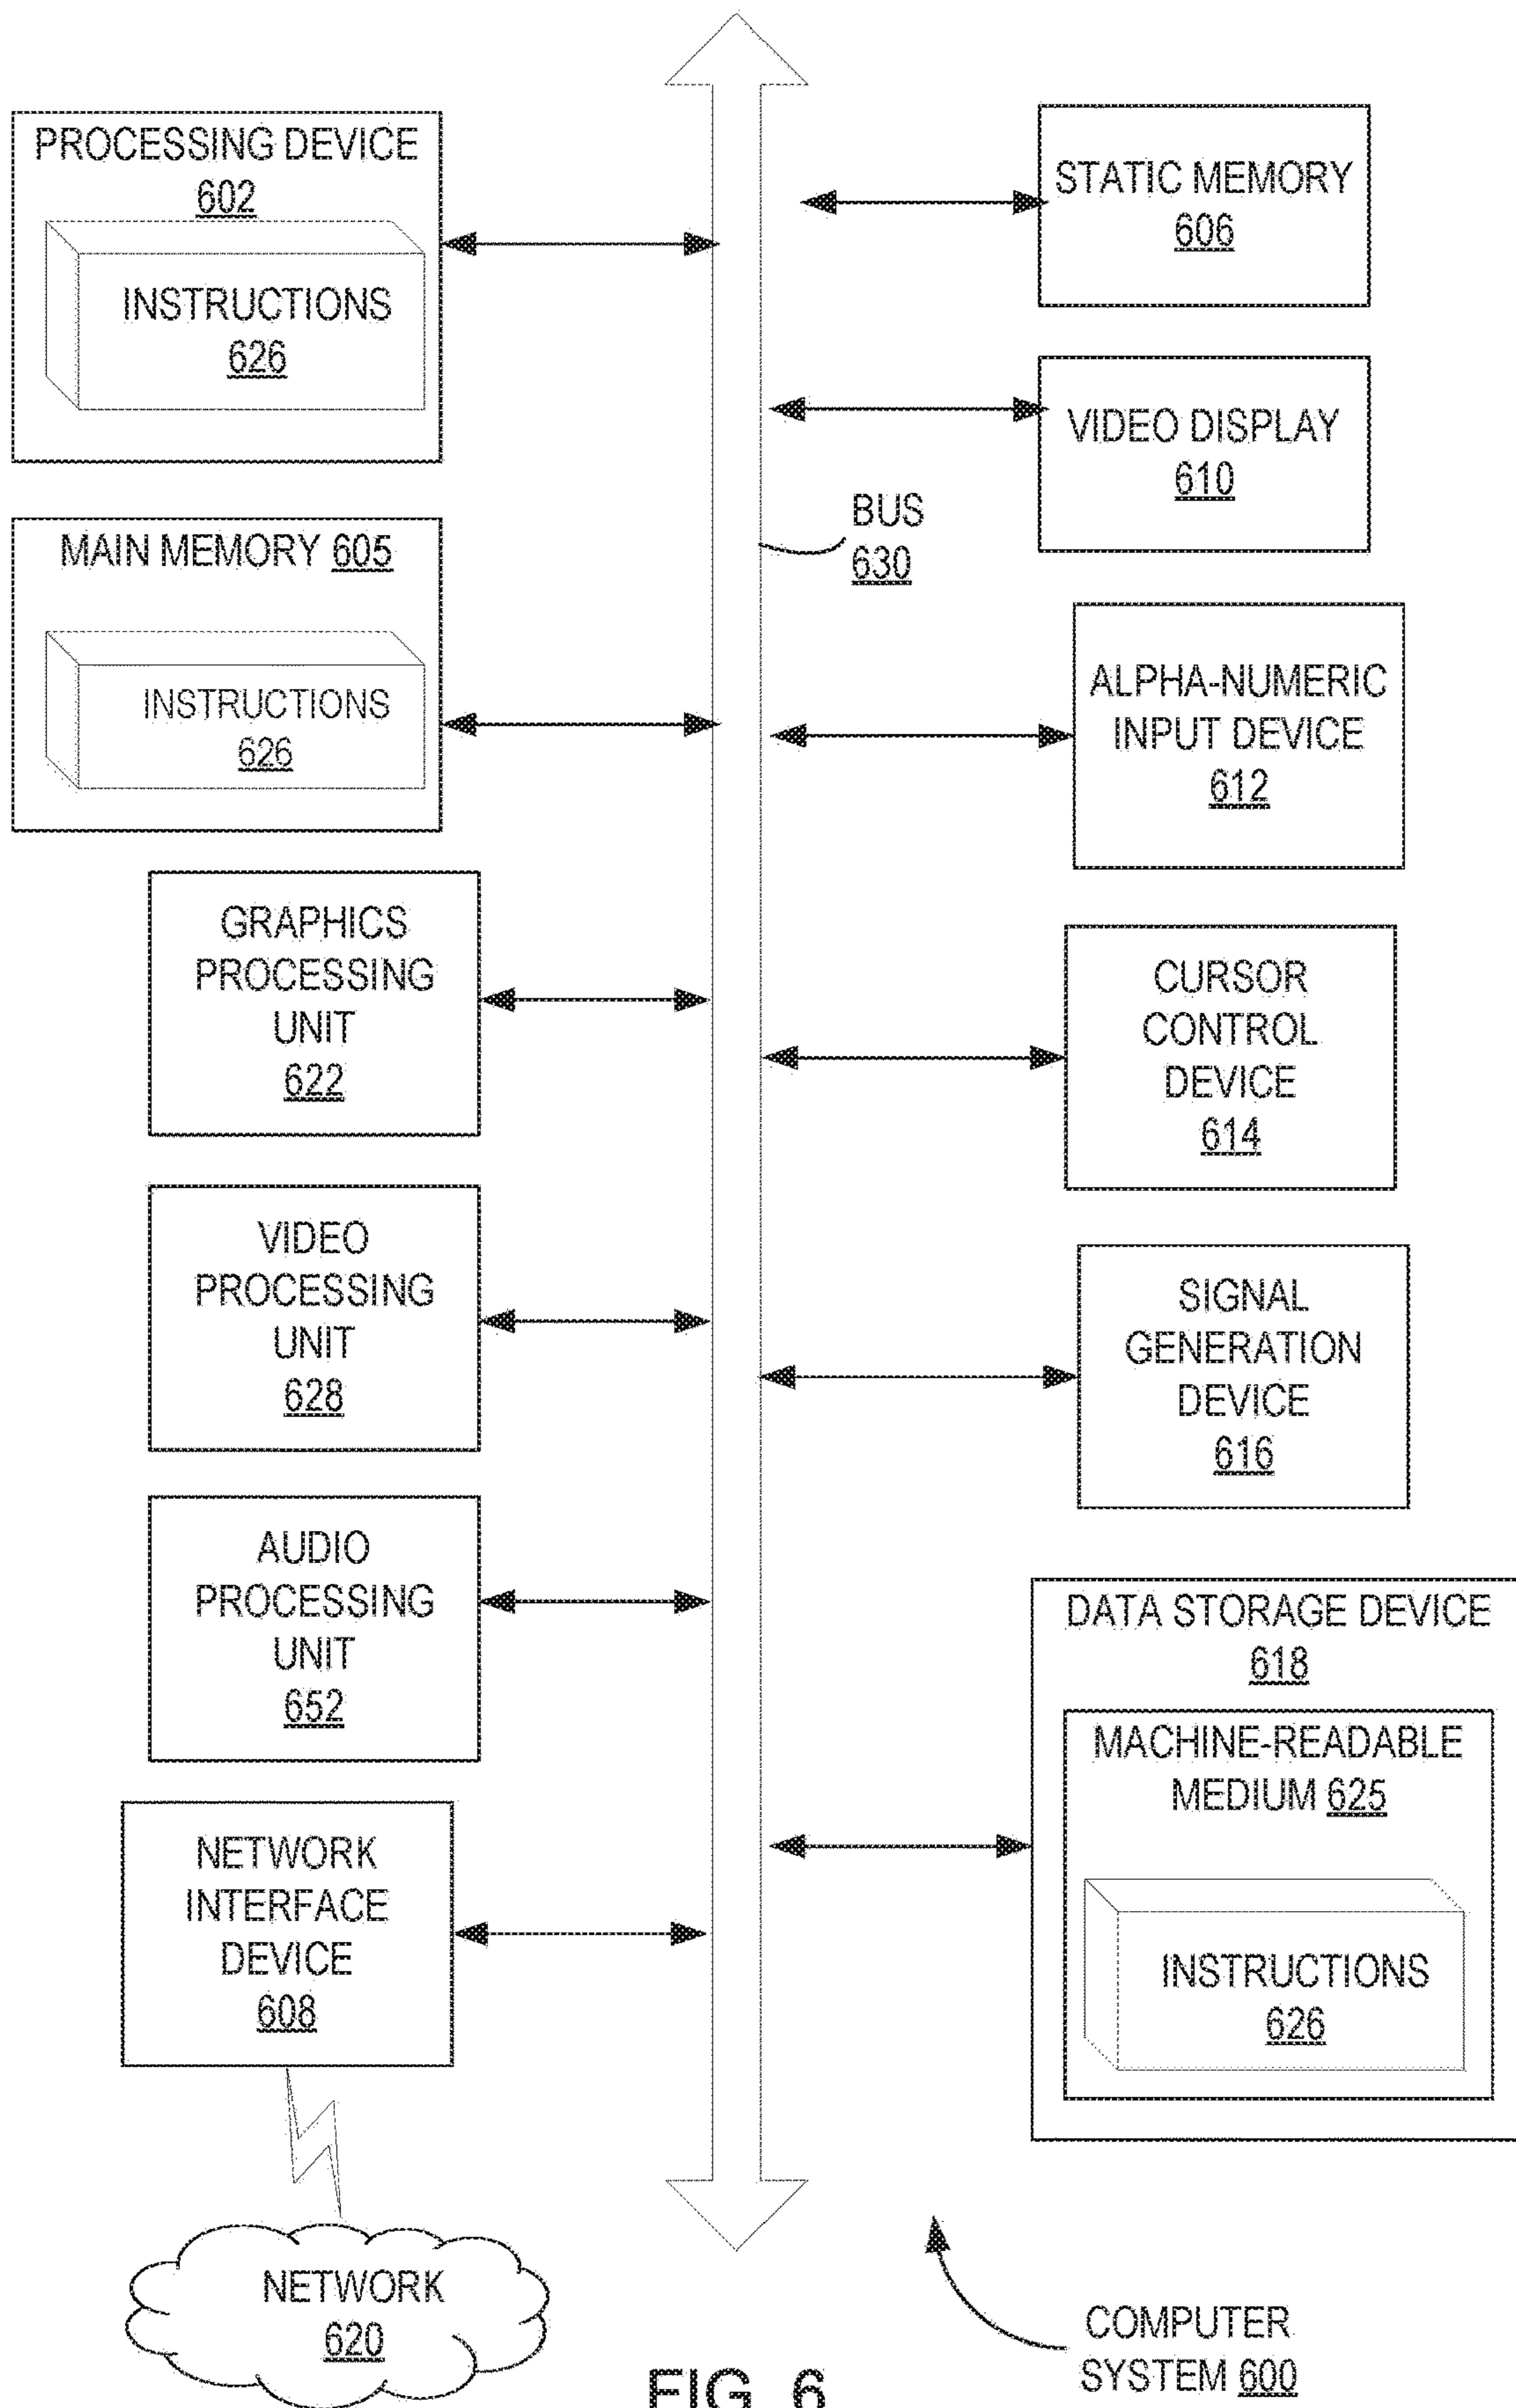 PROCESSING DEVICE
602
INSTRUCTIONS
626
MAIN MEMORY 605
INSTRUCTIONS
626
GRAPHICS
PROCESSING
UNIT
622
VIDEO
PROCESSING
UNIT
628
AUDIO
PROCESSING
UNIT
652
NETWORK
INTERFACE
DEVICE
608
NETWORK
620
BUS
630
STATIC MEMORY
606
VIDEO DISPLAY
610
ALPHA-NUMERIC
INPUT DEVICE
612
CURSOR
CONTROL
DEVICE
614
SIGNAL
GENERATION
DEVICE
616
DATA STORAGE DEVICE
618
MACHINE-READABLE
MEDIUM 625
INSTRUCTIONS
626
COMPUTER
SYSTEM 600
FIG. 6